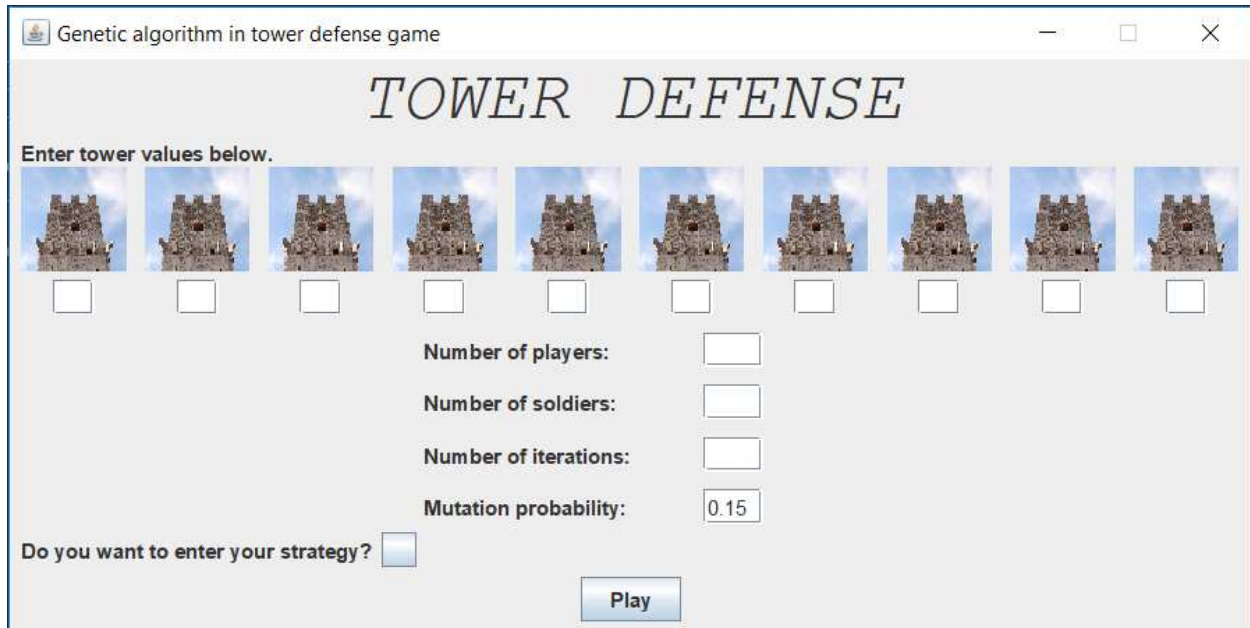 Genetic algorithm in tower defense game
TOWER DEFENSE
Enter tower values below.
Number of players:
Number of soldiers:
Number of iterations:
Mutation probability: 0.15
Do you want to enter your strategy?
Play